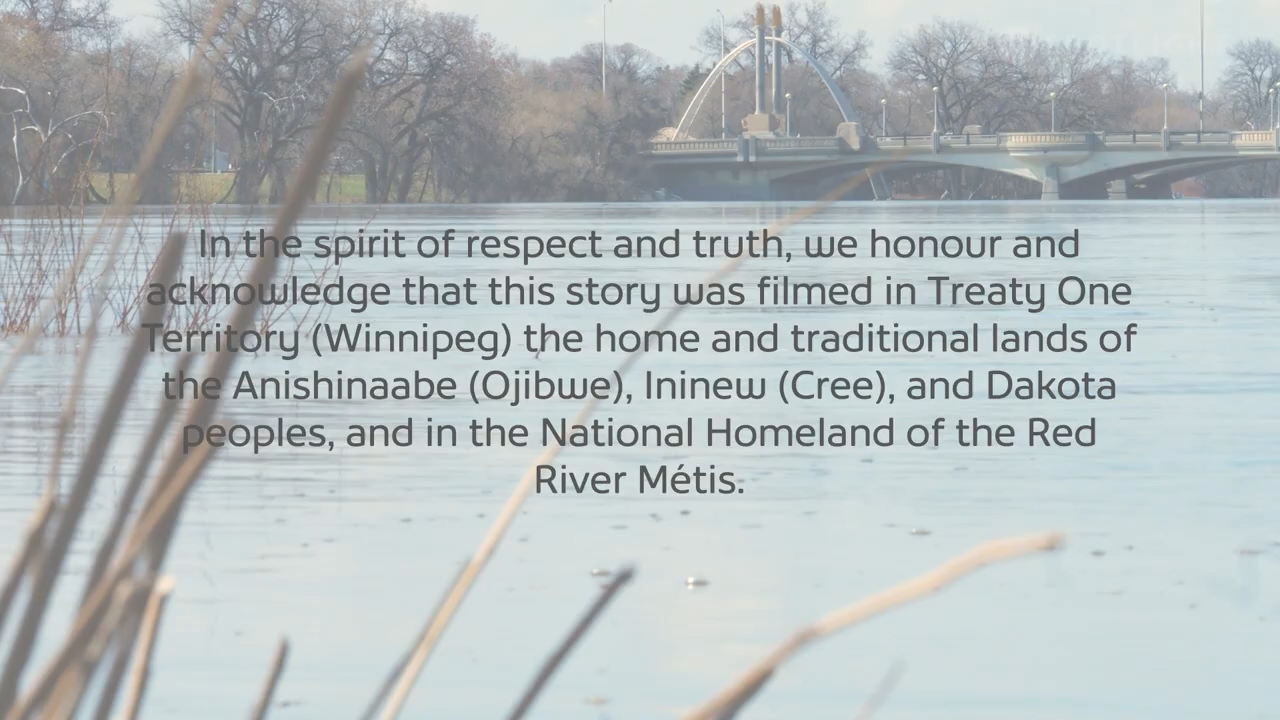 In the spirit of respect and truth, we honour and
acknowledge that this story was filmed in Treaty One
Territory (Winnipeg) the home and traditional lands of
the Anishinaabe (Ojibwe), Ininew (Cree), and Dakota
peoples, and in the National Homeland of the Red
River Métis.